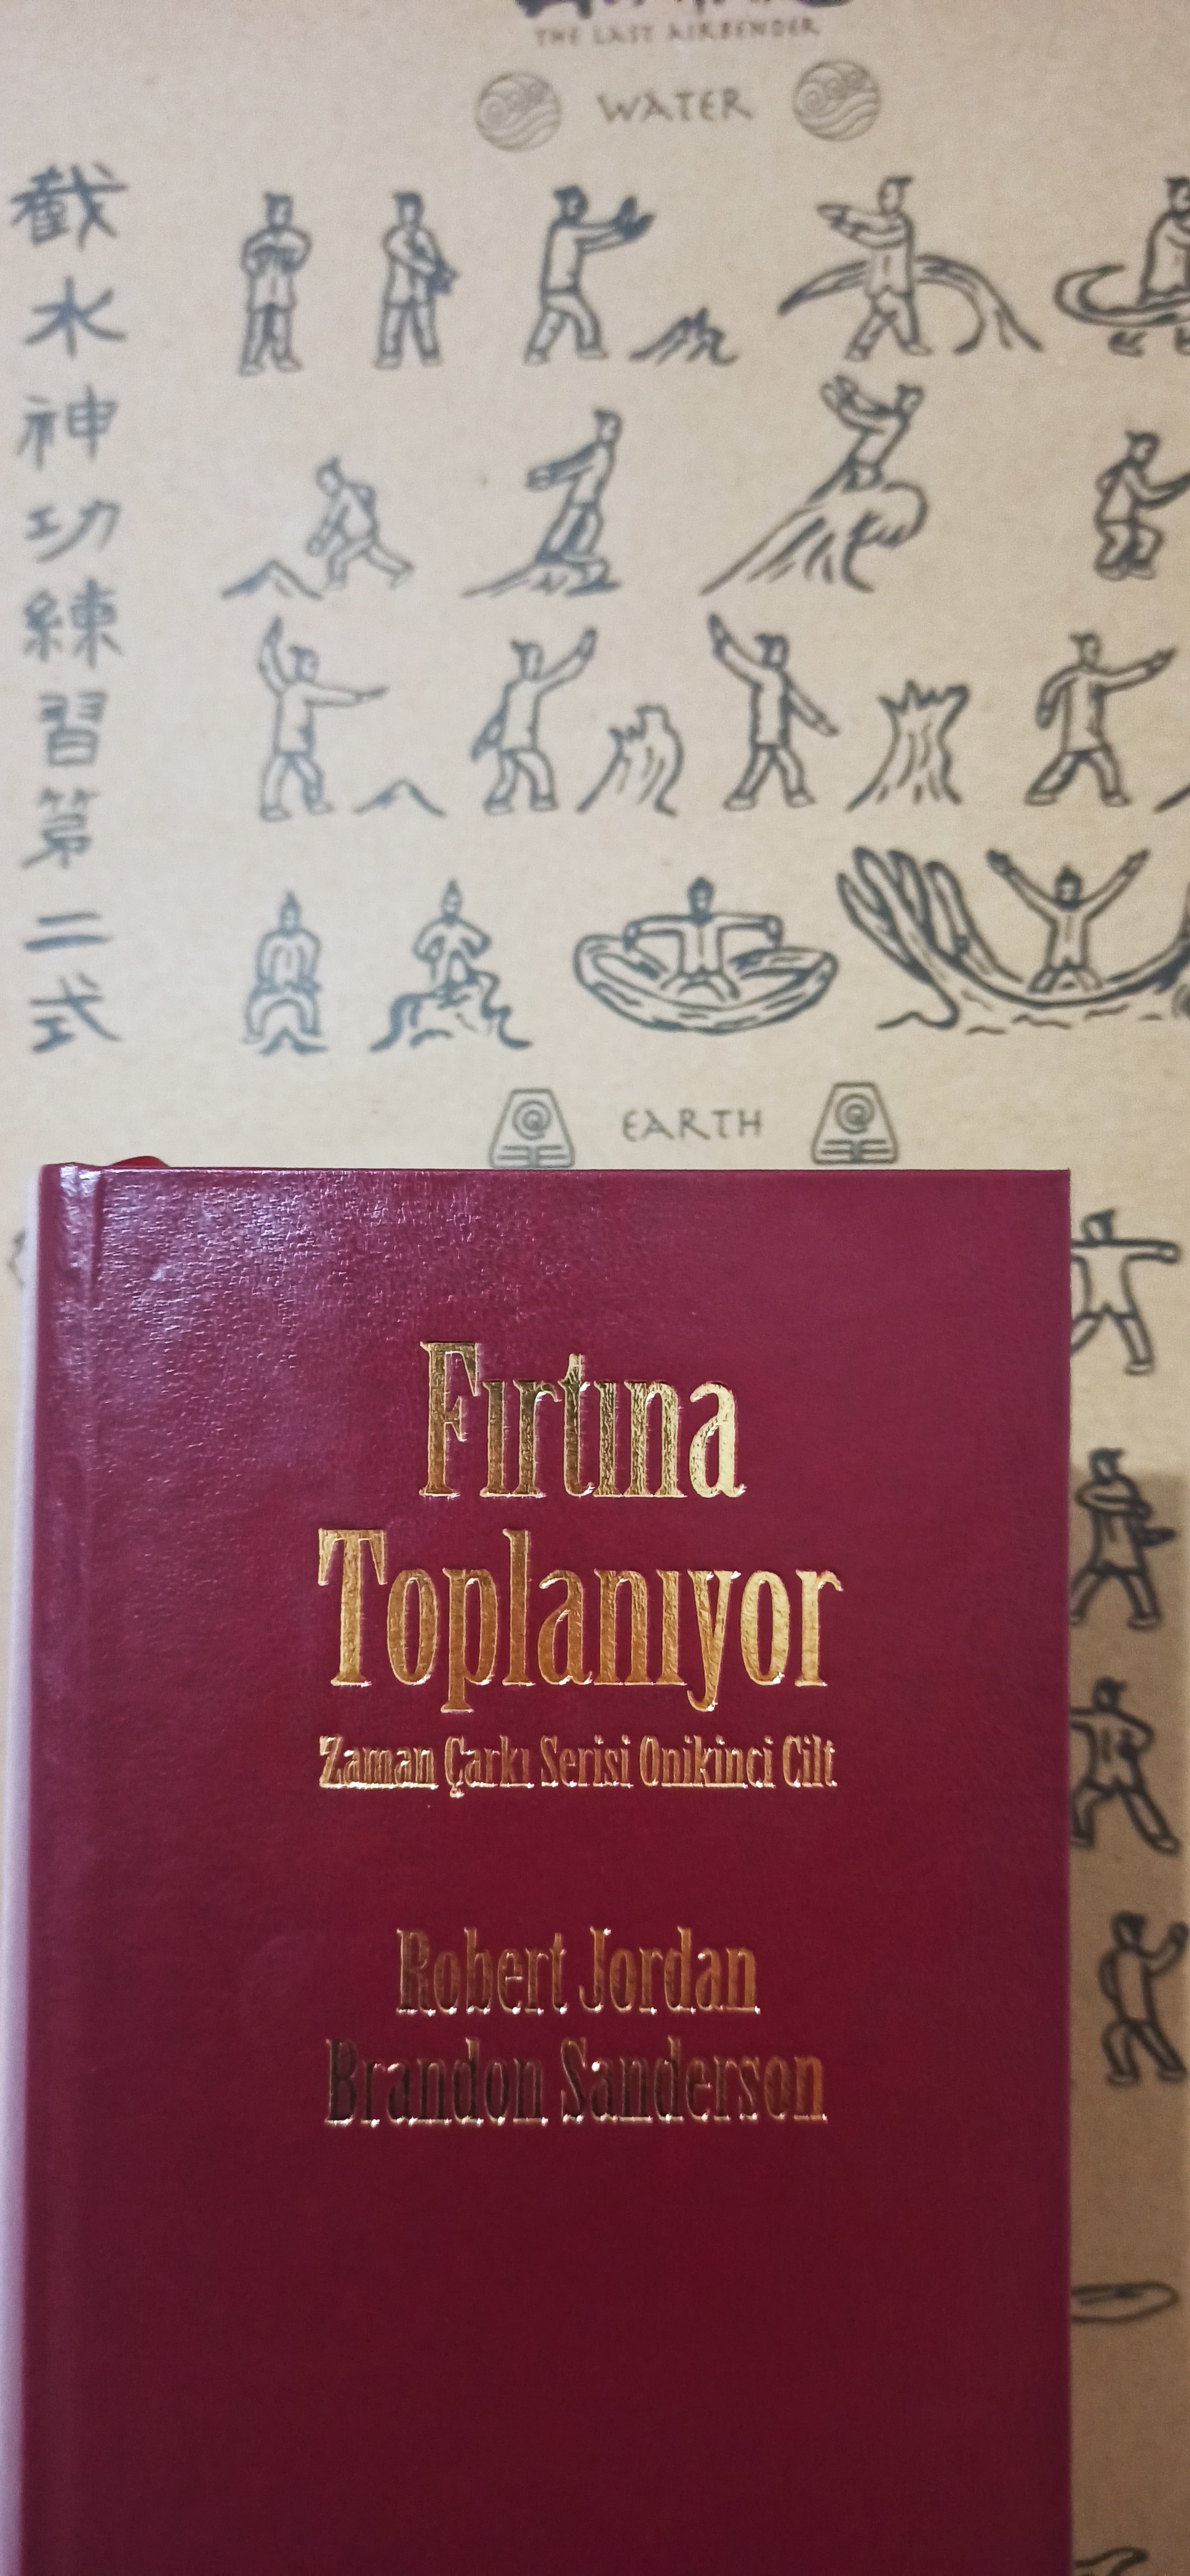 THE LAST AIRBENDER
WATER
截
水
神
功
練
習
第
二
式
EARTH
Fırtına
Toplanıyor
Zaman Çarkı Serisi Onikinci Cilt
Robert Jordan
Brandon Sanderson